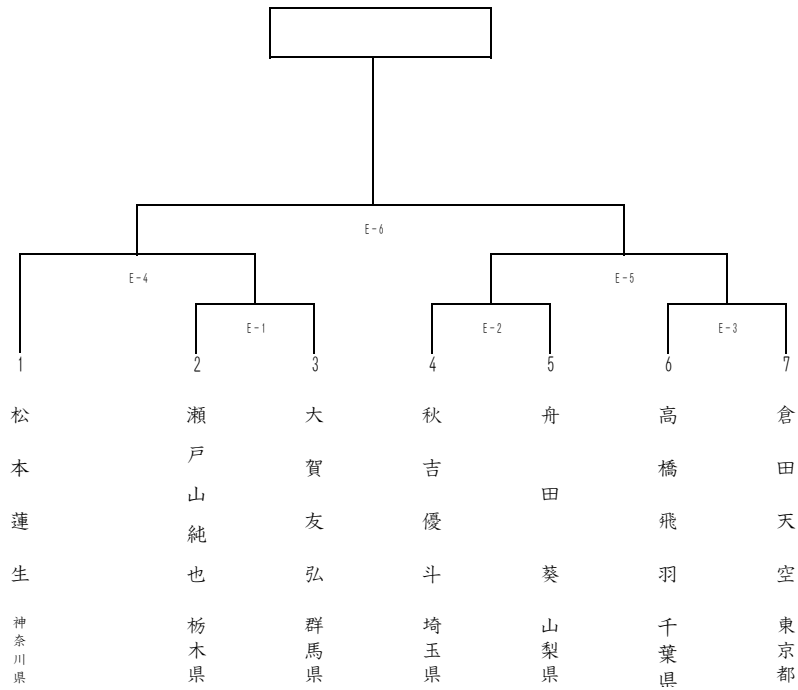 E-6
E-4
E-5
E-1
E-2
E-3
1
2
3
4
5
6
7
松本蓮生
神奈川県
瀬戸山純也
栃木県
大賀友弘
群馬県
秋吉優斗
埼玉県
舟田葵
山梨県
高橋飛羽
千葉県
倉田天空
東京都